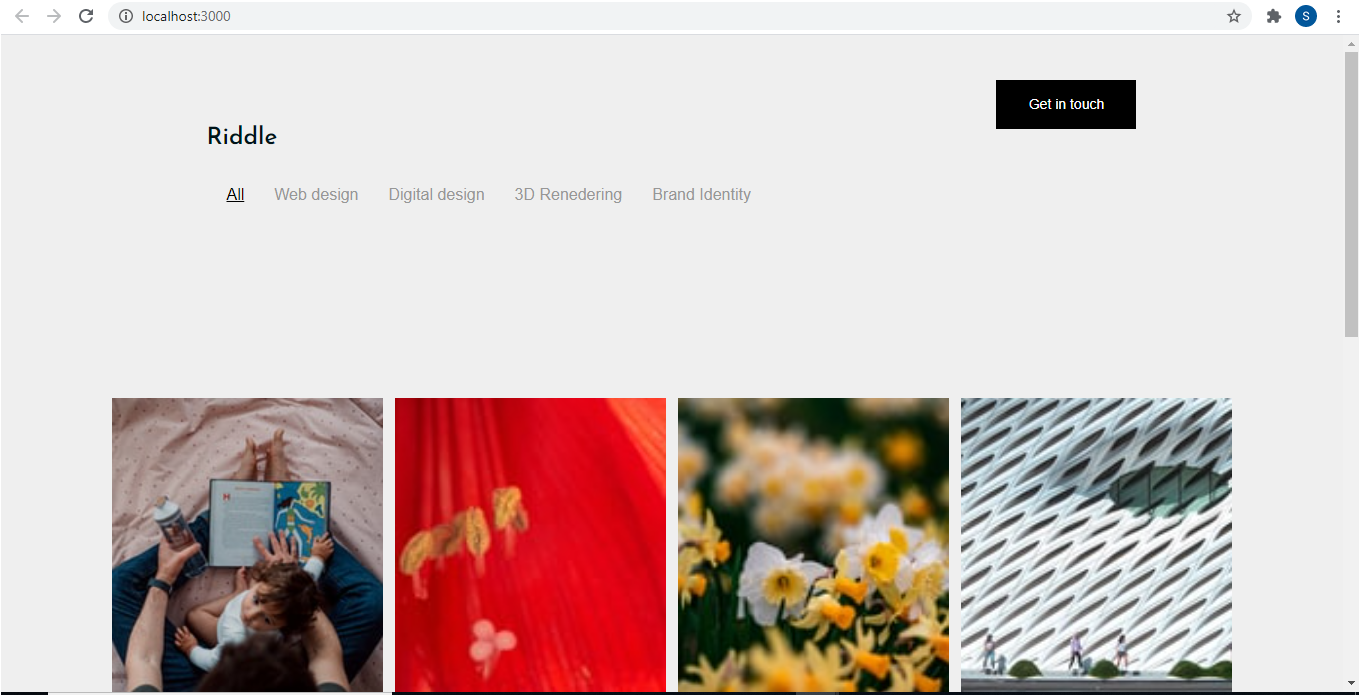 localhost:3000
S
Get in touch
Riddle
All Web design Digital design 3D Renedering Brand Identity
H